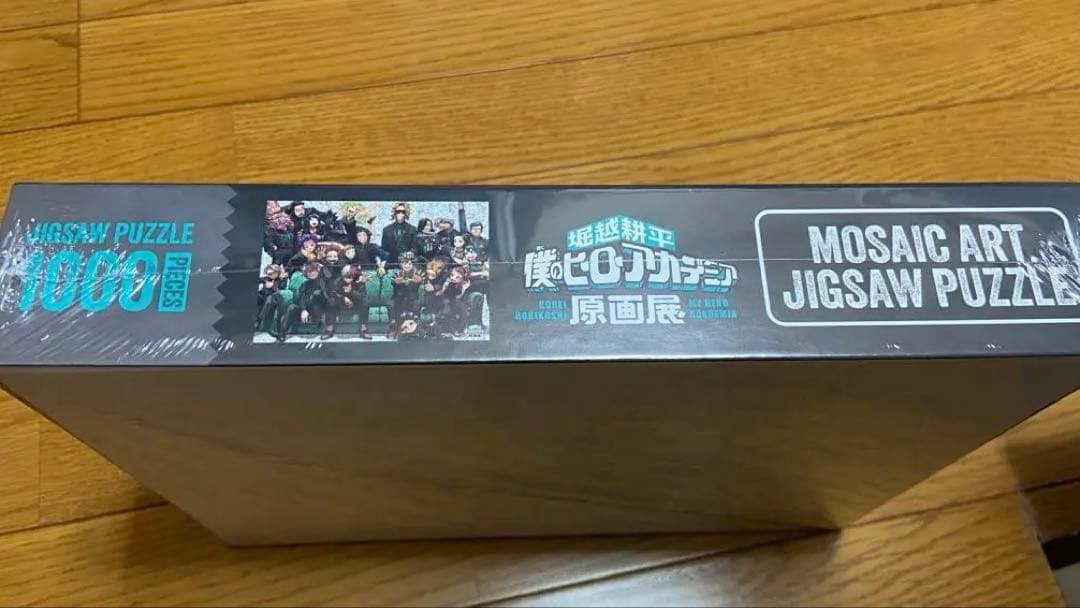 JIGSAW PUZZLE
1000 PIECES
堀越耕平
僕のヒーローアカデミア
KOHEI HORIKOSHI
原画展
MY HERO ACADEMIA
MOSAIC ART
JIGSAW PUZZLE